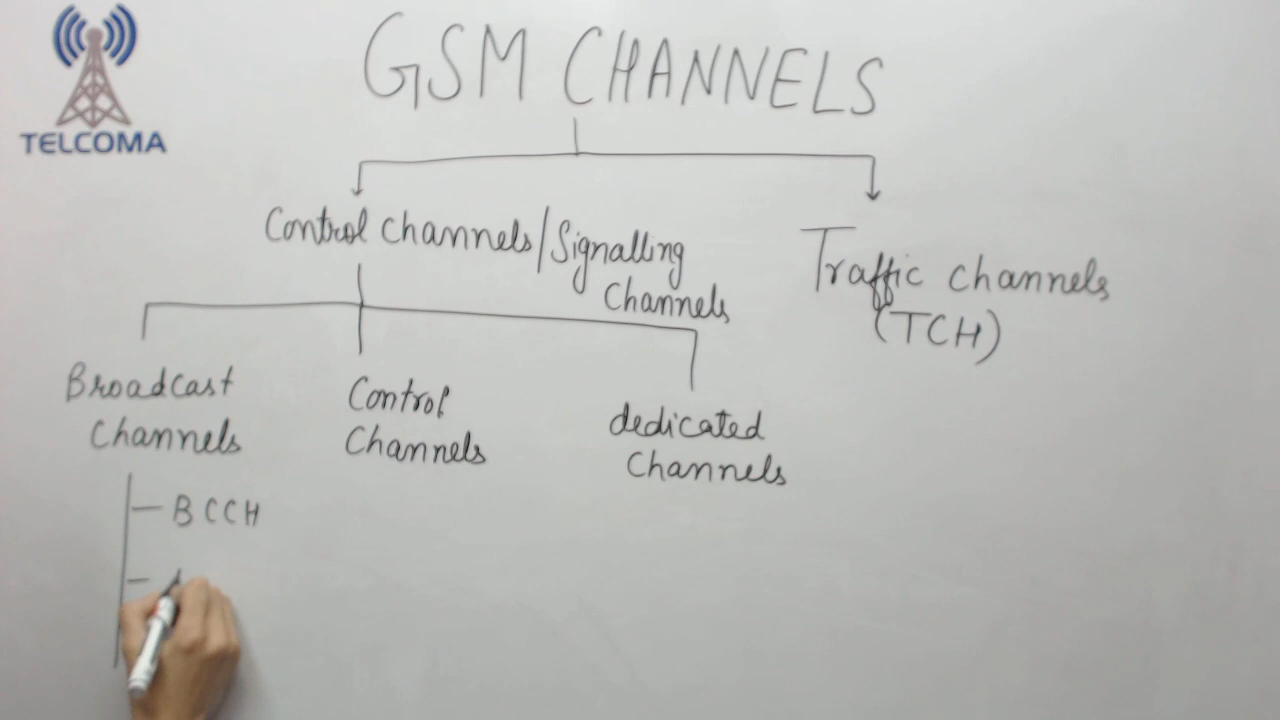 TELCOMA
GSM CHANNELS
Control Channels/Signalling
Channels
Traffic Channels
(TCH)
Broadcast
Channels
Control
Channels
dedicated
Channels
- BCCH
-